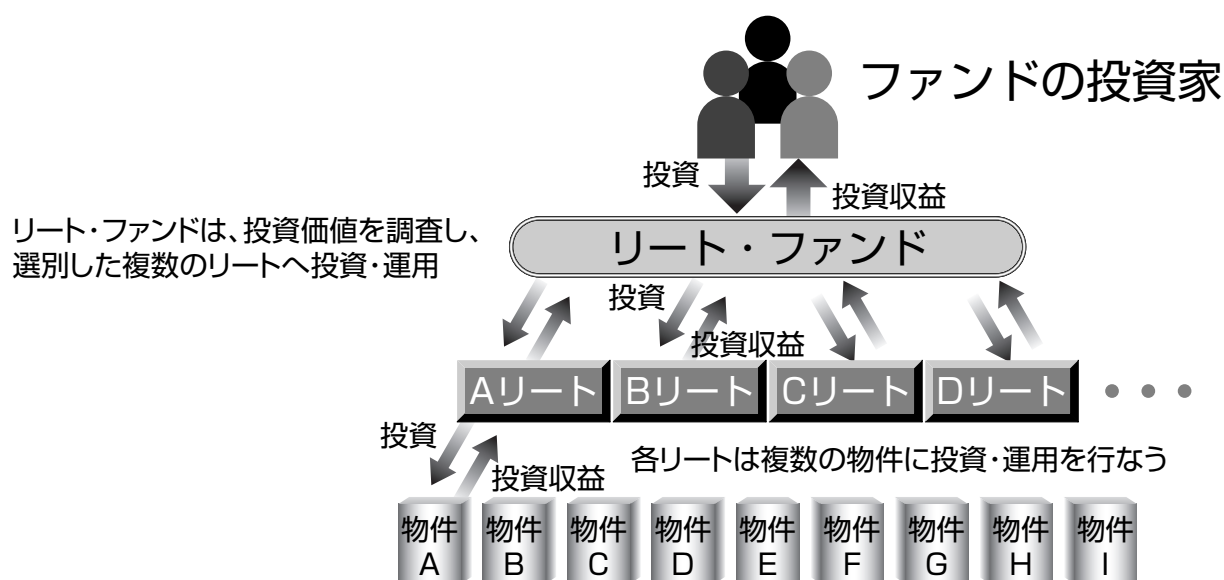 ファンドの投資家
投資
投資収益
リート・ファンドは、投資価値を調査し、
選別した複数のリートへ投資・運用
リート・ファンド
投資
投資収益
Aリート
Bリート
Cリート
Dリート
・・・
投資
投資収益
各リートは複数の物件に投資・運用を行なう
物件
A
物件
B
物件
C
物件
D
物件
E
物件
F
物件
G
物件
H
物件
I